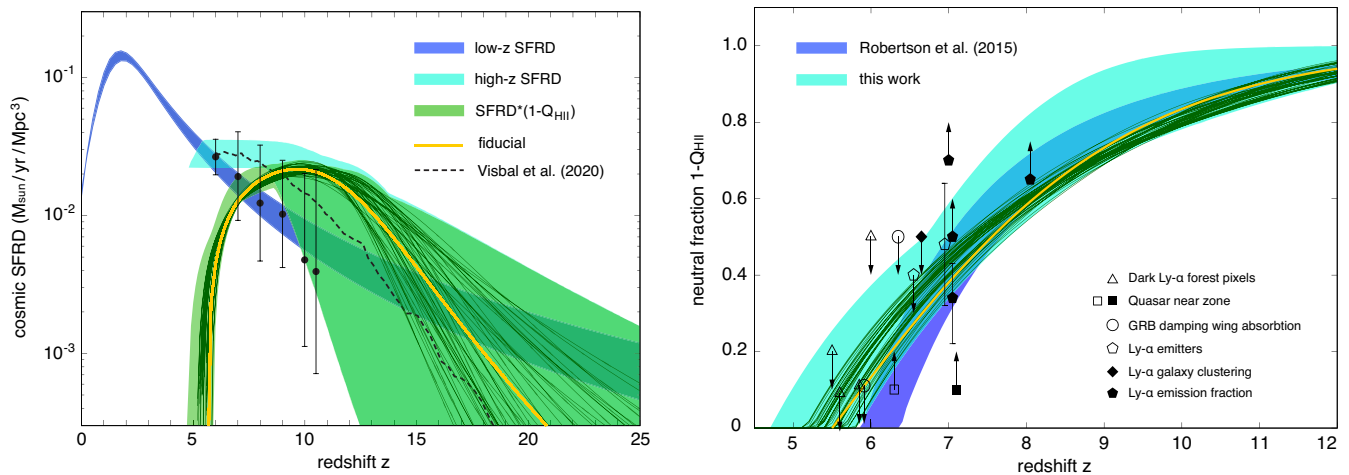 cosmic SFRD (M_sun / yr / Mpc^3)
10^-1
10^-2
10^-3
low-z SFRD
high-z SFRD
SFRD*(1-Q_HII)
fiducial
Visbal et al. (2020)
0 5 10 15 20 25
redshift z
neutral fraction 1-Q_HII
1.0
0.8
0.6
0.4
0.2
0
Robertson et al. (2015)
this work
Dark Ly-α forest pixels
Quasar near zone
GRB damping wing absorbtion
Ly-α emitters
Ly-α galaxy clustering
Ly-α emission fraction
5 6 7 8 9 10 11 12
redshift z